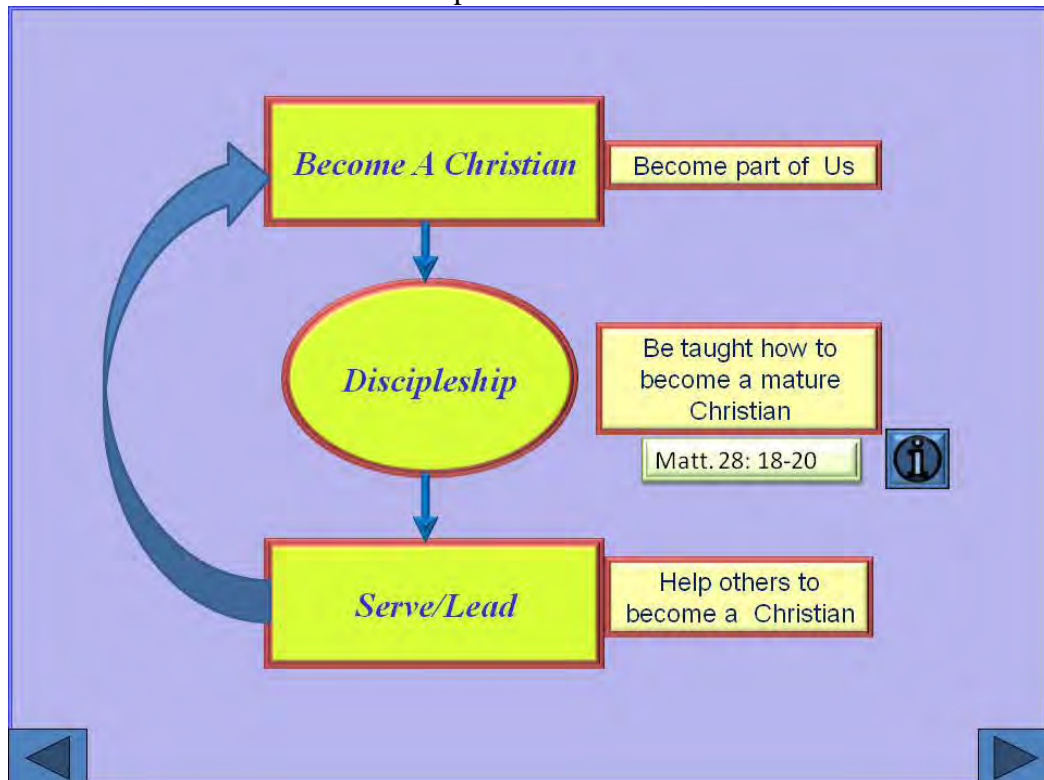 Become A Christian
Become part of Us
Discipleship
Be taught how to
become a mature
Christian
Matt. 28: 18-20
Serve/Lead
Help others to
become a Christian